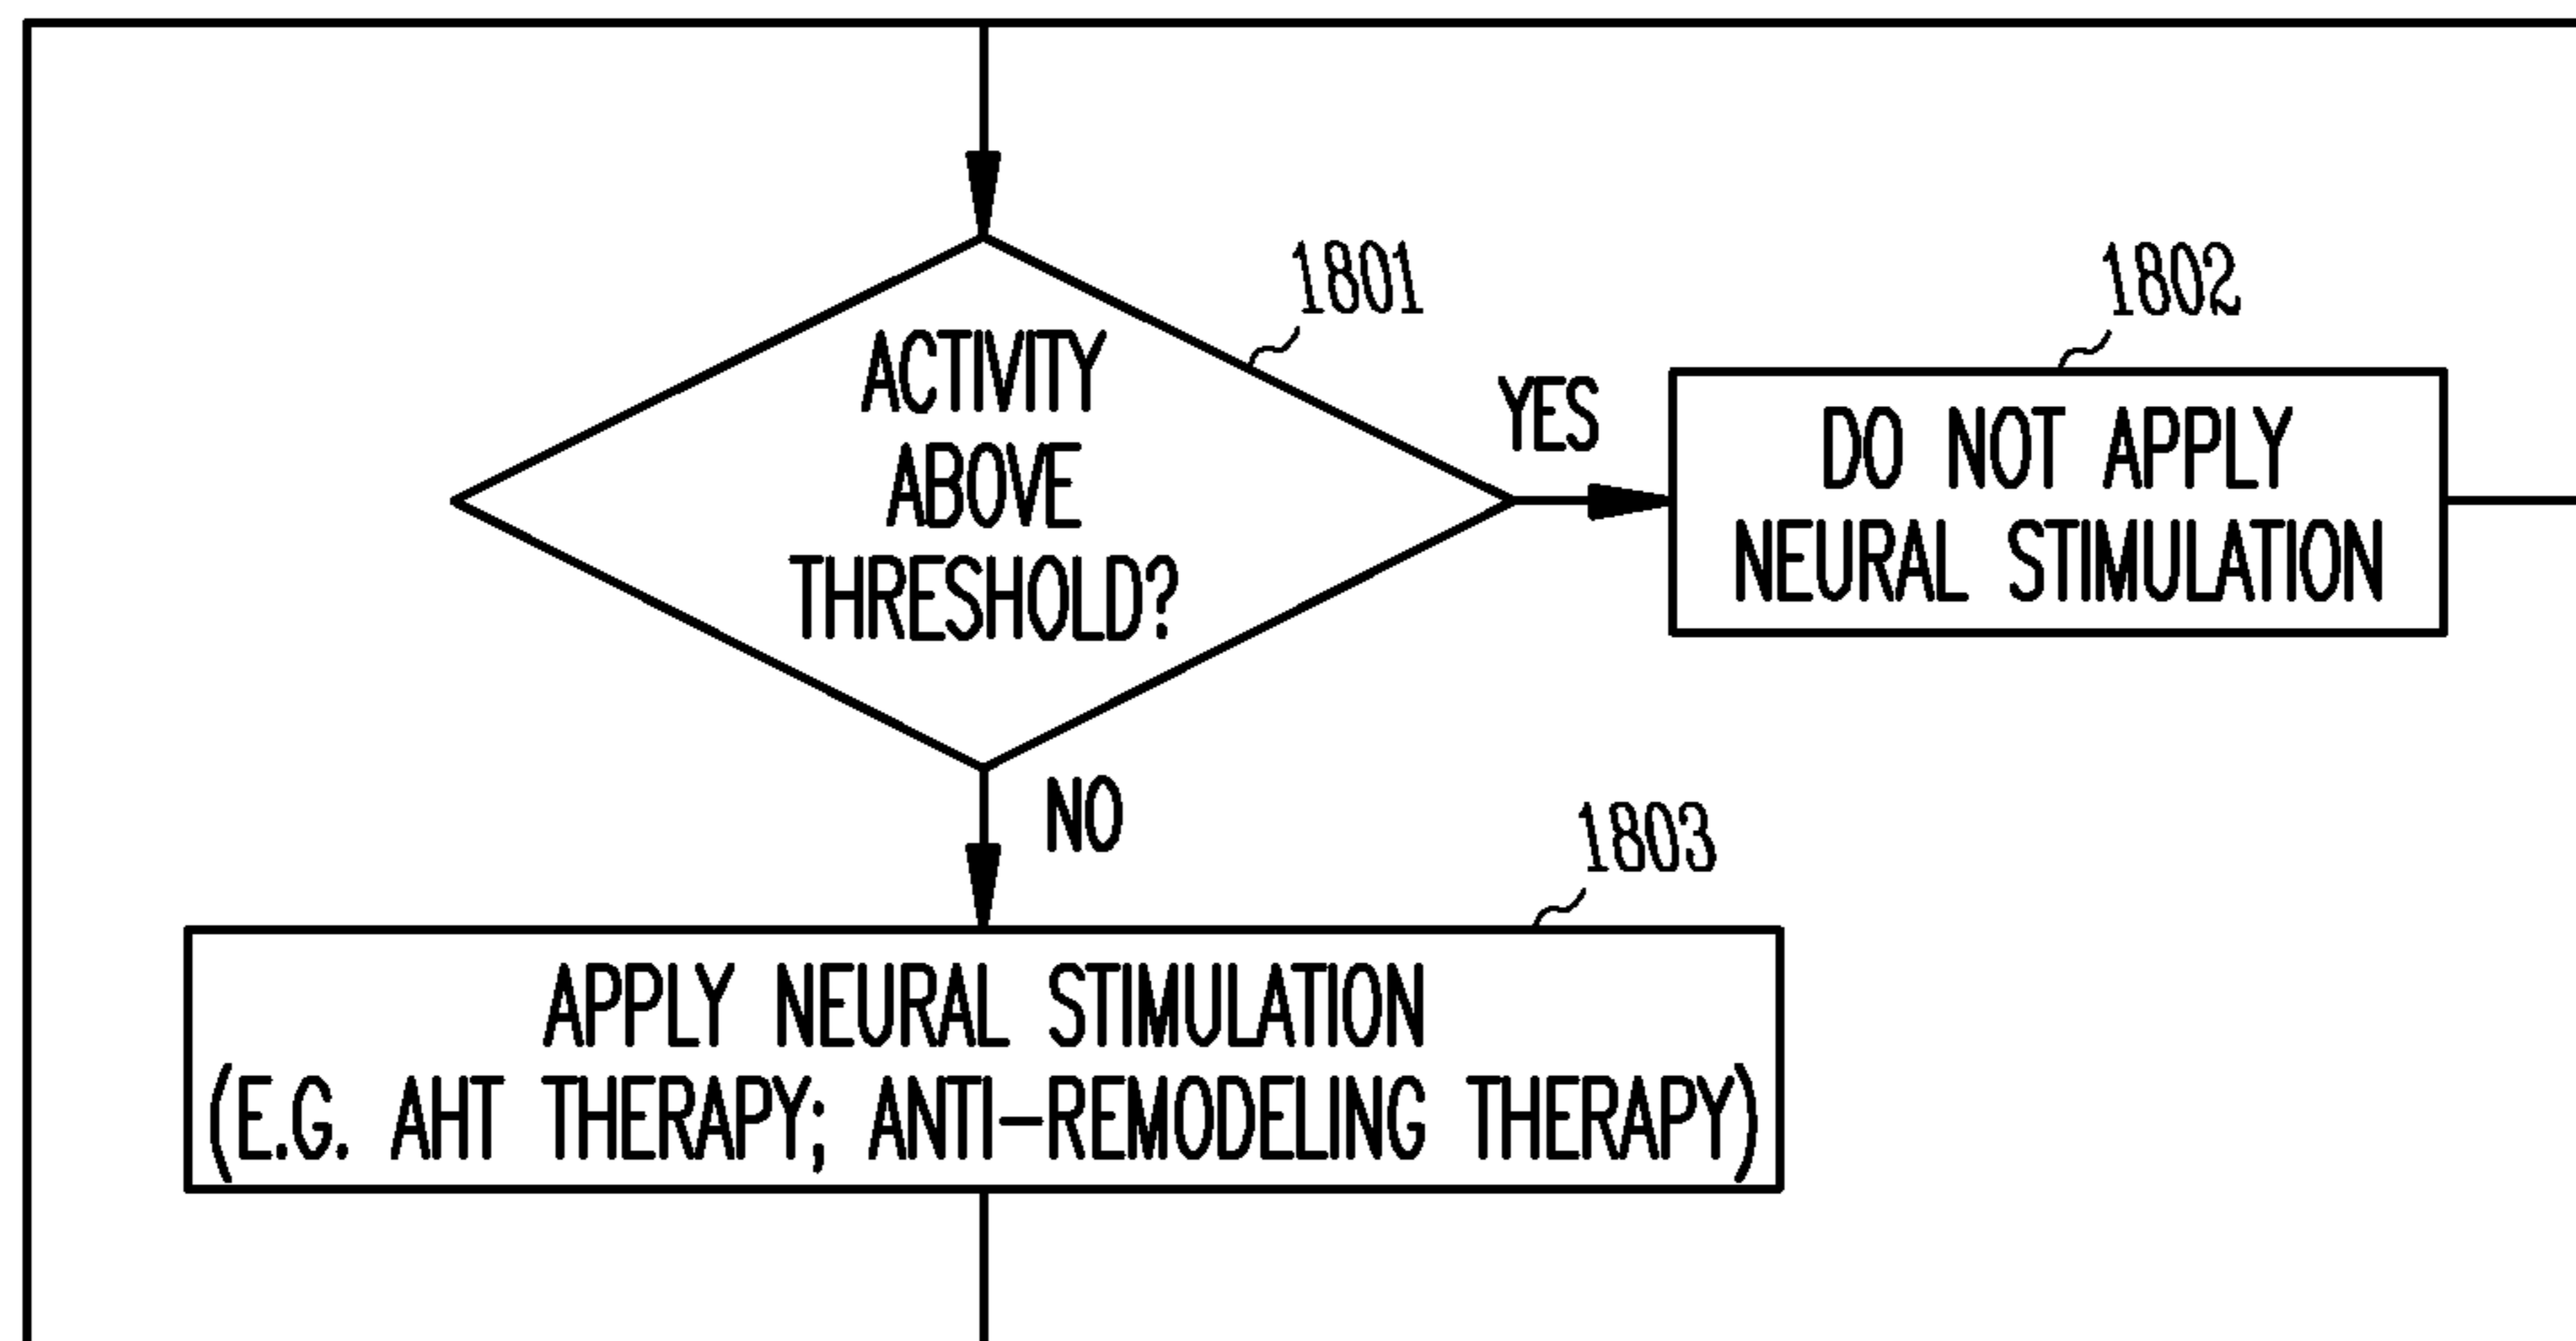 1801
ACTIVITY
ABOVE
THRESHOLD?
YES
1802
DO NOT APPLY
NEURAL STIMULATION
NO
1803
APPLY NEURAL STIMULATION
(E.G. AHT THERAPY; ANTI-REMODELING THERAPY)